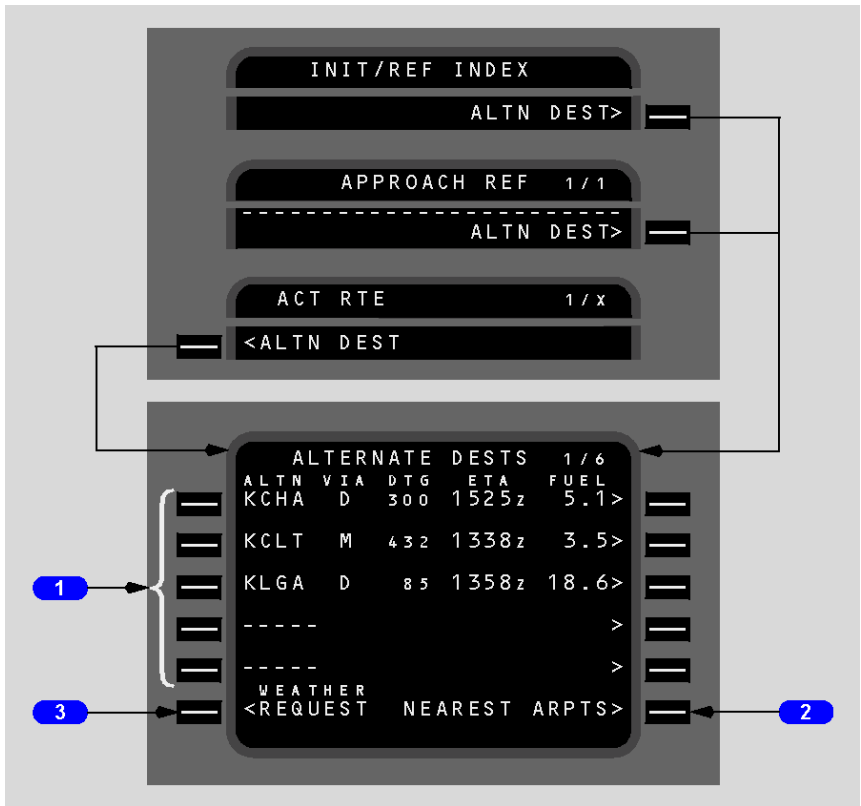 INIT/REF INDEX
ALTN DEST>
APPROACH REF 1/1
--------------------
ALTN DEST>
ACT RTE 1/X
<ALTN DEST
ALTERNATE DESTS 1/6
ALTN VIA DTG ETA FUEL
KCHA D 300 1525z 5.1>
KCLT M 432 1338z 3.5>
1
KLGA D 85 1358z 18.6>
----- >
----- >
WEATHER
3
<REQUEST NEAREST ARPTS>
2